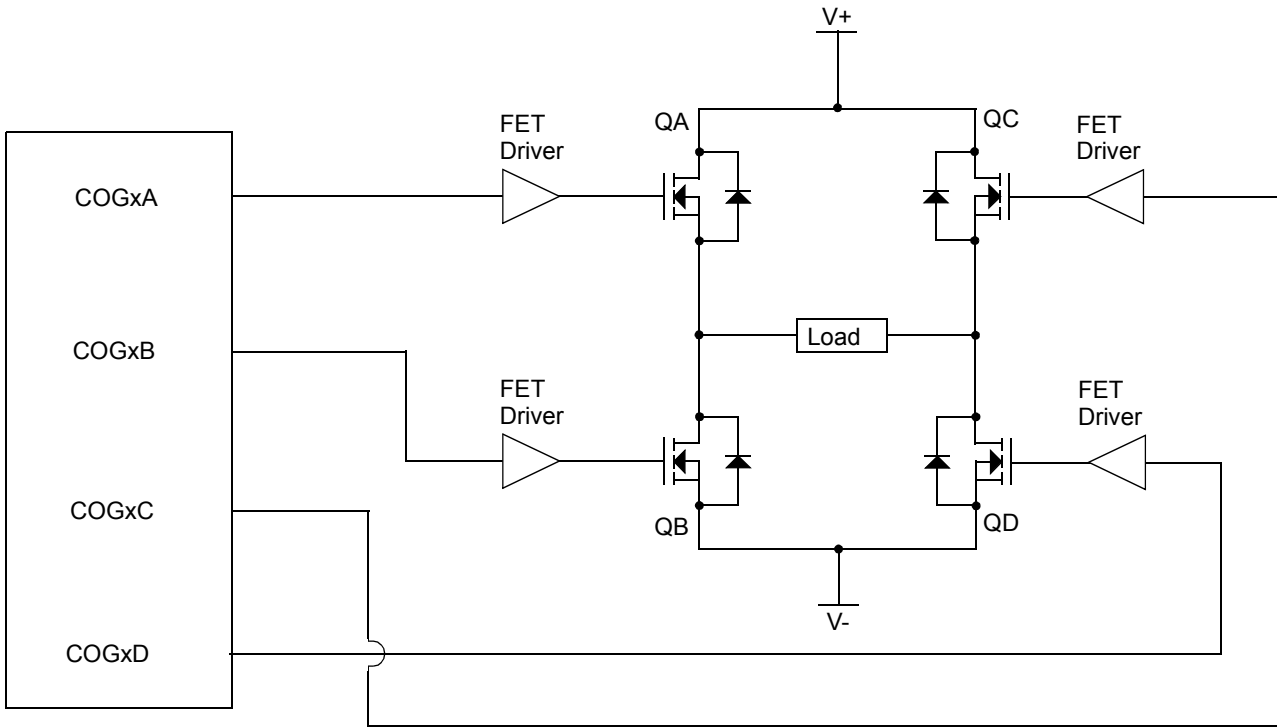 V+
QA
QC
FET
Driver
FET
Driver
COGxA
COGxB
Load
FET
Driver
FET
Driver
COGxC
QB
QD
V-
COGxD